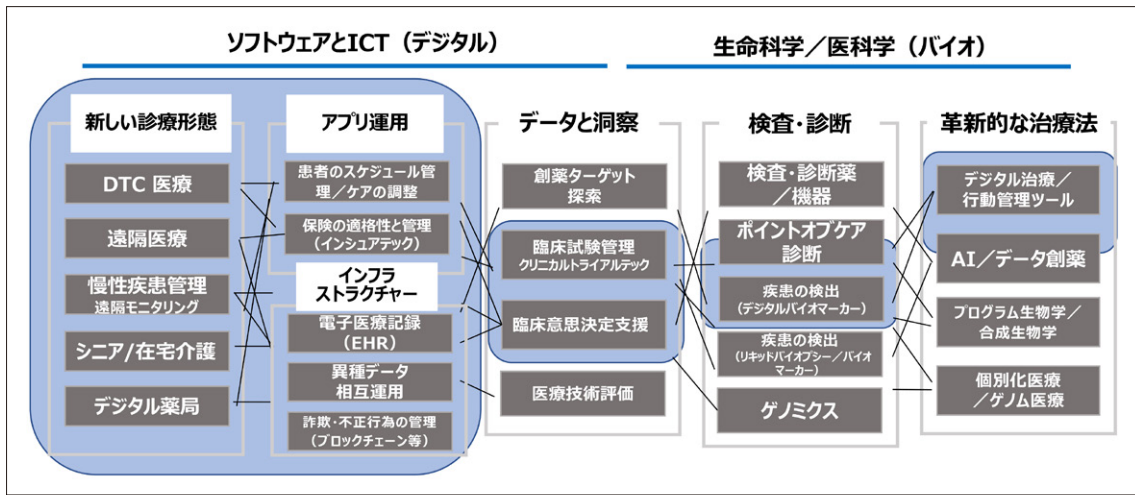 ソフトウェアとICT（デジタル）
生命科学／医科学（バイオ）
新しい診療形態
DTC 医療
遠隔医療
慢性疾患管理
遠隔モニタリング
シニア/在宅介護
デジタル薬局
アプリ運用
患者のスケジュール管
理／ケアの調整
保険の適格性と管理
（インシュアテック）
インフラ
ストラクチャー
電子医療記録
（EHR）
異種データ
相互運用
詐欺・不正行為の管理
（ブロックチェーン等）
データと洞察
創薬ターゲット
探索
臨床試験管理
クリニカルトライアルテック
臨床意思決定支援
医療技術評価
検査・診断
検査・診断薬
／機器
ポイントオブケア
診断
疾患の検出
（デジタルバイオマーカー）
疾患の検出
（リキッドバイオプシー／バイオ
マーカー）
ゲノミクス
革新的な治療法
デジタル治療／
行動管理ツール
AI／データ創薬
プログラム生物学／
合成生物学
個別化医療
／ゲノム医療